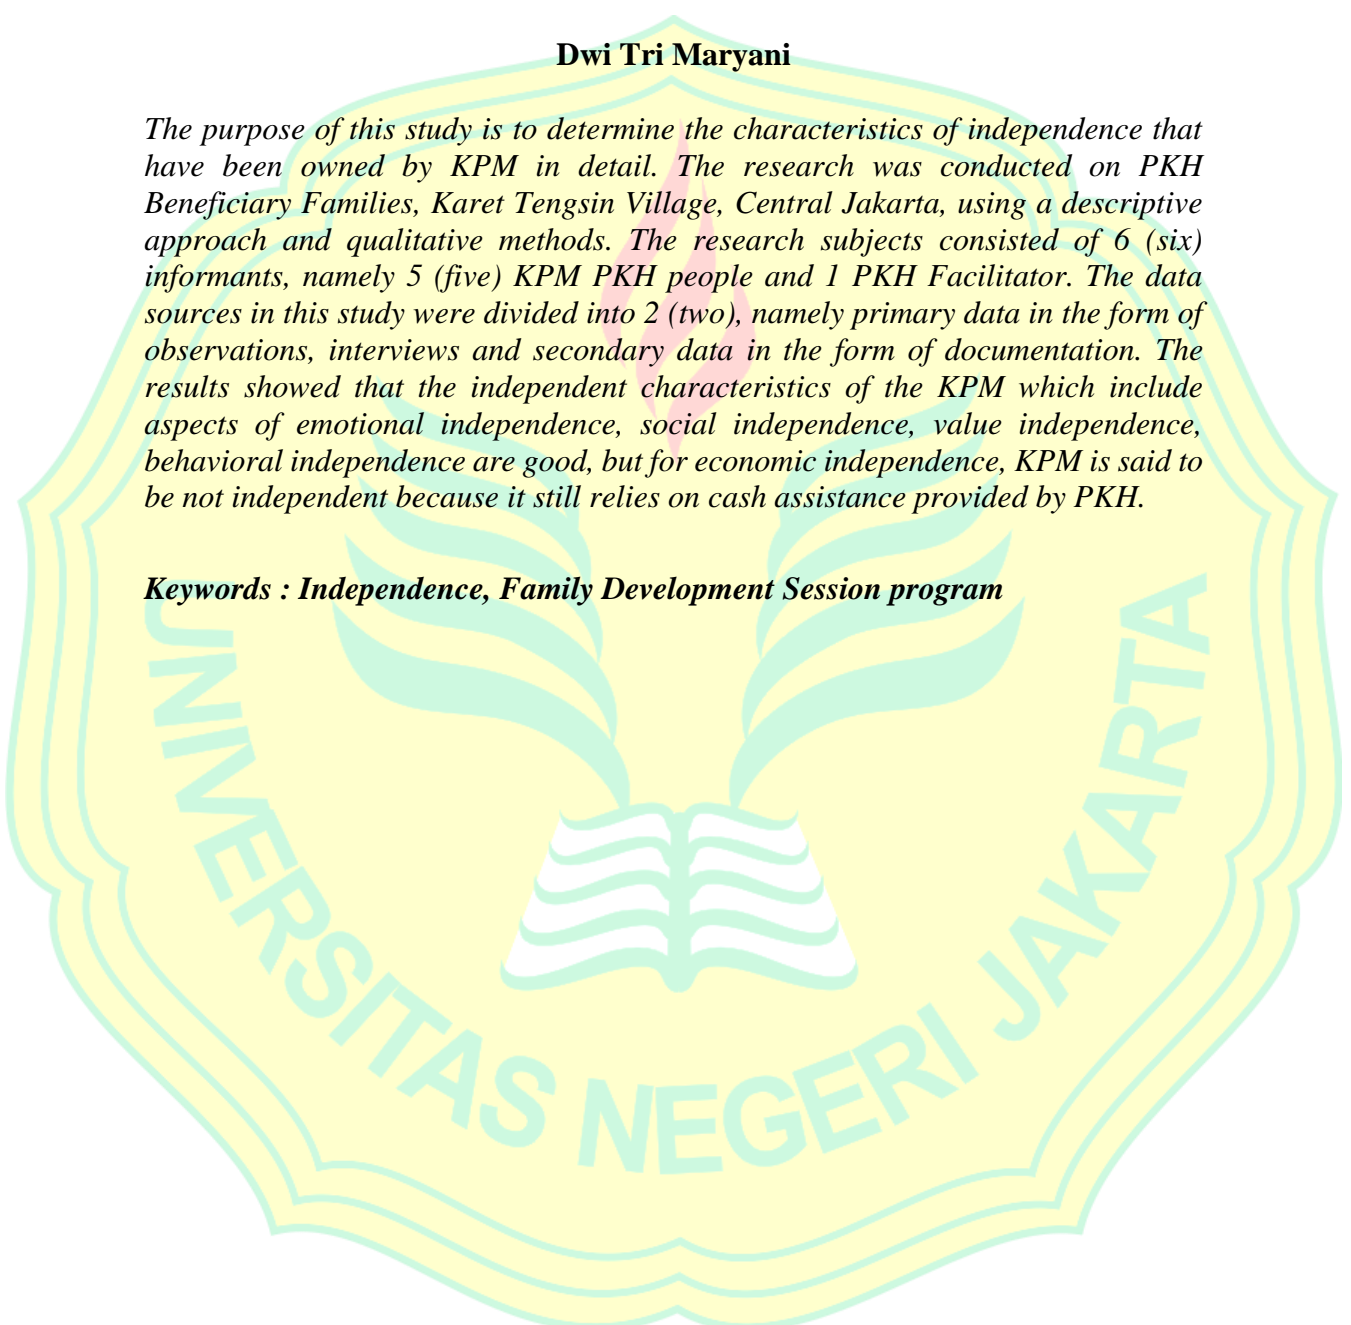 Dwi Tri Maryani
The purpose of this study is to determine the characteristics of independence that
have been owned by KPM in detail. The research was conducted on PKH
Beneficiary Families, Karet Tengsin Village, Central Jakarta, using a descriptive
approach and qualitative methods. The research subjects consisted of 6 (six)
informants, namely 5 (five) KPM PKH people and 1 PKH Facilitator. The data
sources in this study were divided into 2 (two), namely primary data in the form of
observations, interviews and secondary data in the form of documentation. The
results showed that the independent characteristics of the KPM which include
aspects of emotional independence, social independence, value independence,
behavioral independence are good, but for economic independence, KPM is said to
be not independent because it still relies on cash assistance provided by PKH.
Keywords : Independence, Family Development Session program
UNIVERSITAS NEGERI JAKARTA